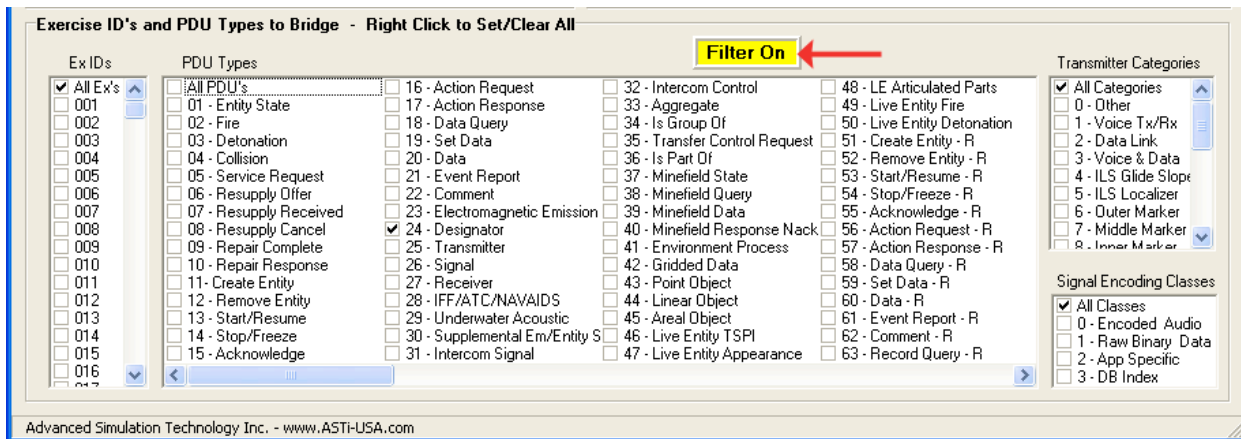 Exercise ID's and PDU Types to Bridge - Right Click to Set/Clear All
Filter On
Ex IDs
All Ex's
001
002
003
004
005
006
007
008
009
010
011
012
013
014
015
016
017
PDU Types
All PDU's
01 - Entity State
02 - Fire
03 - Detonation
04 - Collision
05 - Service Request
06 - Resupply Offer
07 - Resupply Received
08 - Resupply Cancel
09 - Repair Complete
10 - Repair Response
11- Create Entity
12 - Remove Entity
13 - Start/Resume
14 - Stop/Freeze
15 - Acknowledge
16 - Action Request
17 - Action Response
18 - Data Query
19 - Set Data
20 - Data
21 - Event Report
22 - Comment
23 - Electromagnetic Emission
24 - Designator
25 - Transmitter
26 - Signal
27 - Receiver
28 - IFF/ATC/NAVAIDS
29 - Underwater Acoustic
30 - Supplemental Em/Entity S
31 - Intercom Signal
32 - Intercom Control
33 - Aggregate
34 - Is Group Of
35 - Transfer Control Request
36 - Is Part Of
37 - Minefield State
38 - Minefield Query
39 - Minefield Data
40 - Minefield Response Nack
41 - Environment Process
42 - Gridded Data
43 - Point Object
44 - Linear Object
45 - Areal Object
46 - Live Entity TSPI
47 - Live Entity Appearance
48 - LE Articulated Parts
49 - Live Entity Fire
50 - Live Entity Detonation
51 - Create Entity - R
52 - Remove Entity - R
53 - Start/Resume - R
54 - Stop/Freeze - R
55 - Acknowledge - R
56 - Action Request - R
57 - Action Response - R
58 - Data Query - R
59 - Set Data - R
60 - Data - R
61 - Event Report - R
62 - Comment - R
63 - Record Query - R
Transmitter Categories
All Categories
0 - Other
1 - Voice Tx/Rx
2 - Data Link
3 - Voice & Data
4 - ILS Glide Slope
5 - ILS Localizer
6 - Outer Marker
7 - Middle Marker
8 - Inner Marker
Signal Encoding Classes
All Classes
0 - Encoded Audio
1 - Raw Binary Data
2 - App Specific
3 - DB Index
Advanced Simulation Technology Inc. - www.ASTi-USA.com